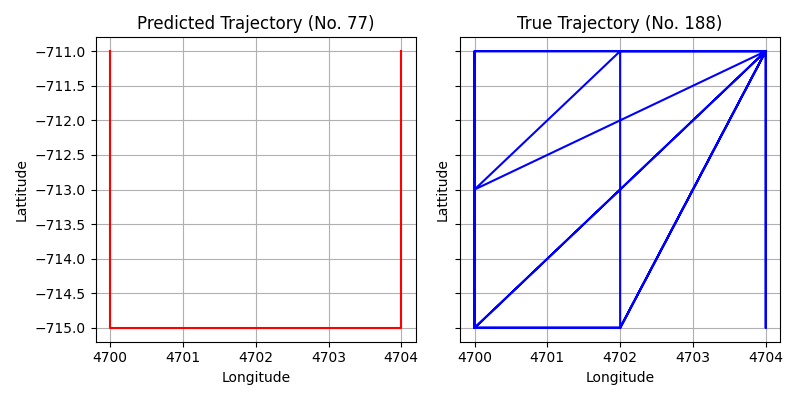 Predicted Trajectory (No. 77)
True Trajectory (No. 188)
−711.0
−711.5
−712.0
−712.5
−713.0
−713.5
−714.0
−714.5
−715.0
Lattitude
Lattitude
4700 4701 4702 4703 4704
4700 4701 4702 4703 4704
Longitude
Longitude